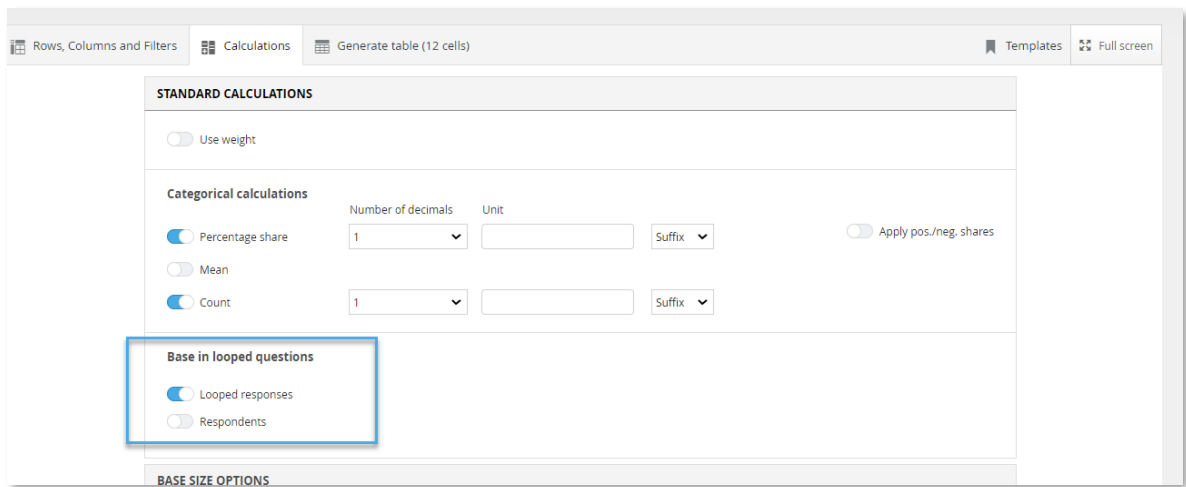 Rows, Columns and Filters Calculations Generate table (12 cells) Templates Full screen
STANDARD CALCULATIONS
Use weight
Categorical calculations
Number of decimals Unit
Percentage share 1 Suffix Apply pos./neg. shares
Mean
Count 1 Suffix
Base in looped questions
Looped responses
Respondents
BASE SIZE OPTIONS